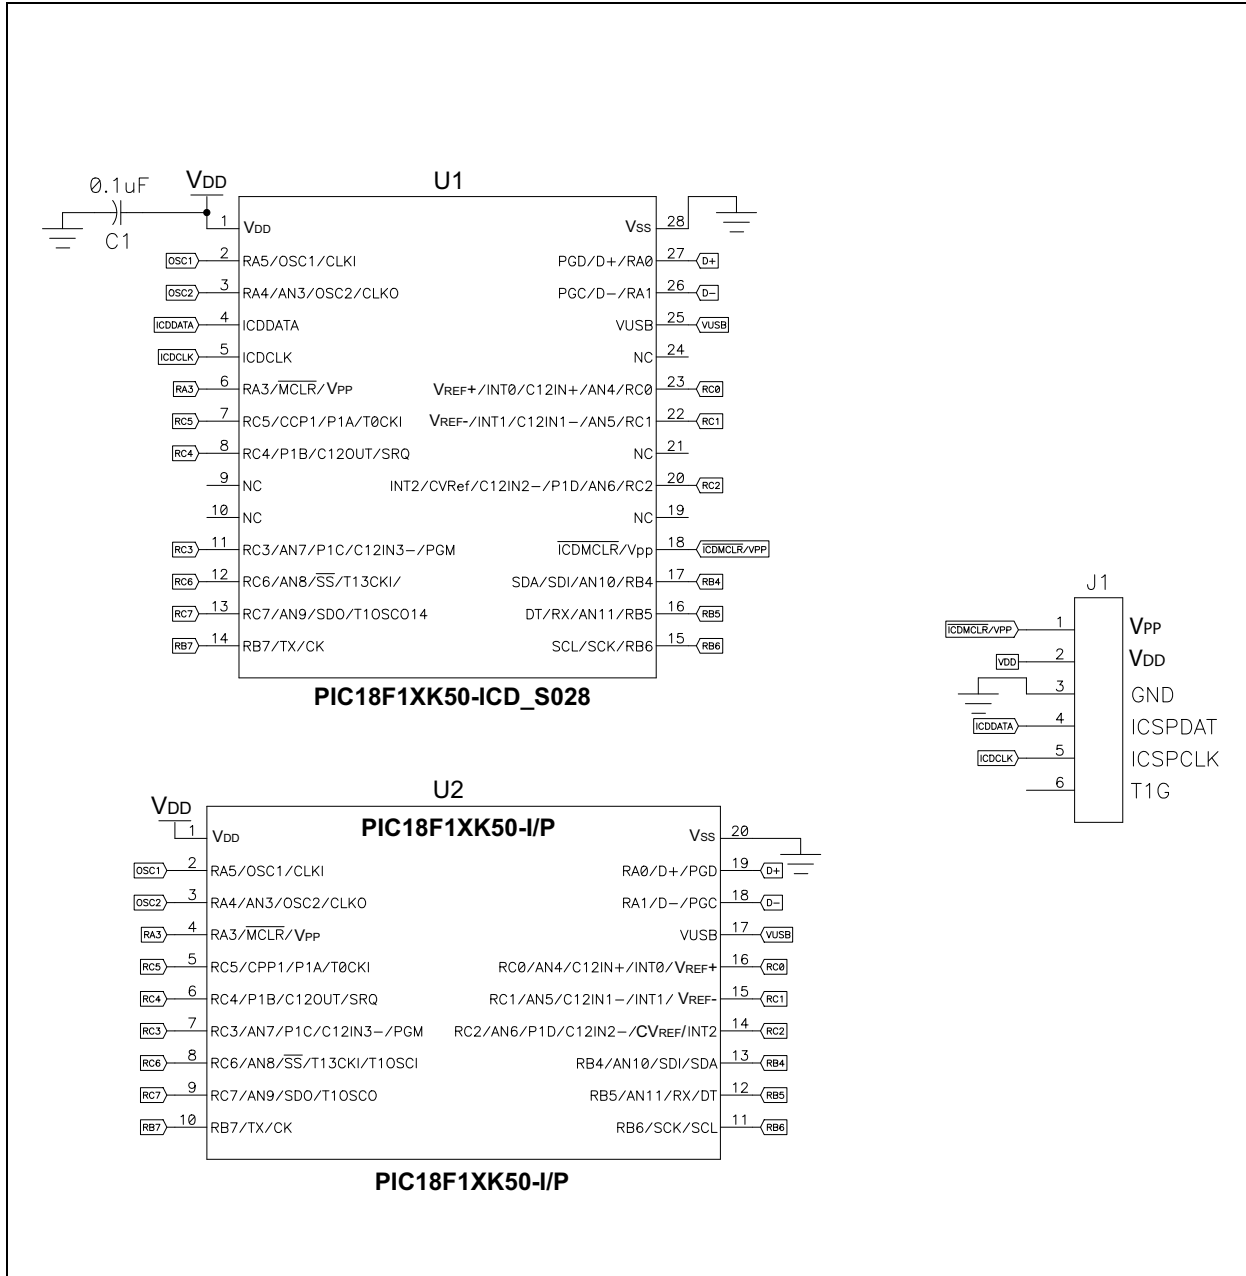 U1
0.1uF
C1
VDD
1 VDD
OSC1 2 RA5/OSC1/CLKI
OSC2 3 RA4/AN3/OSC2/CLKO
ICDDATA 4 ICDDATA
ICDCLK 5 ICDCLK
RA3 6 RA3/MCLR/VPP
RC5 7 RC5/CCP1/P1A/T0CKI
RC4 8 RC4/P1B/C12OUT/SRQ
9 NC
10 NC
RC3 11 RC3/AN7/P1C/C12IN3-/PGM
RC6 12 RC6/AN8/SS/T13CKI/
RC7 13 RC7/AN9/SDO/T1OSCO14
RB7 14 RB7/TX/CK
VSS 28
PGD/D+/RA0 27 D+
PGC/D-/RA1 26 D-
VUSB 25 VUSB
NC 24
VREF+/INT0/C12IN+/AN4/RC0 23 RC0
VREF-/INT1/C12IN1-/AN5/RC1 22 RC1
NC 21
INT2/CVRef/C12IN2-/P1D/AN6/RC2 20 RC2
NC 19
ICDMCLR/Vpp 18 ICDMCLR/VPP
SDA/SDI/AN10/RB4 17 RB4
DT/RX/AN11/RB5 16 RB5
SCL/SCK/RB6 15 RB6
PIC18F1XK50-ICD_S028
J1
ICDMCLR/VPP 1 VPP
VDD 2 VDD
3 GND
ICDDATA 4 ICSPDAT
ICDCLK 5 ICSPCLK
6 T1G
U2
PIC18F1XK50-I/P
VDD
1 VDD
OSC1 2 RA5/OSC1/CLKI
OSC2 3 RA4/AN3/OSC2/CLKO
RA3 4 RA3/MCLR/VPP
RC5 5 RC5/CPP1/P1A/T0CKI
RC4 6 RC4/P1B/C12OUT/SRQ
RC3 7 RC3/AN7/P1C/C12IN3-/PGM
RC6 8 RC6/AN8/SS/T13CKI/T1OSCI
RC7 9 RC7/AN9/SDO/T1OSCO
RB7 10 RB7/TX/CK
VSS 20
RA0/D+/PGD 19 D+
RA1/D-/PGC 18 D-
VUSB 17 VUSB
RC0/AN4/C12IN+/INT0/VREF+ 16 RC0
RC1/AN5/C12IN1-/INT1/ VREF- 15 RC1
RC2/AN6/P1D/C12IN2-/CVREF/INT2 14 RC2
RB4/AN10/SDI/SDA 13 RB4
RB5/AN11/RX/DT 12 RB5
RB6/SCK/SCL 11 RB6
PIC18F1XK50-I/P